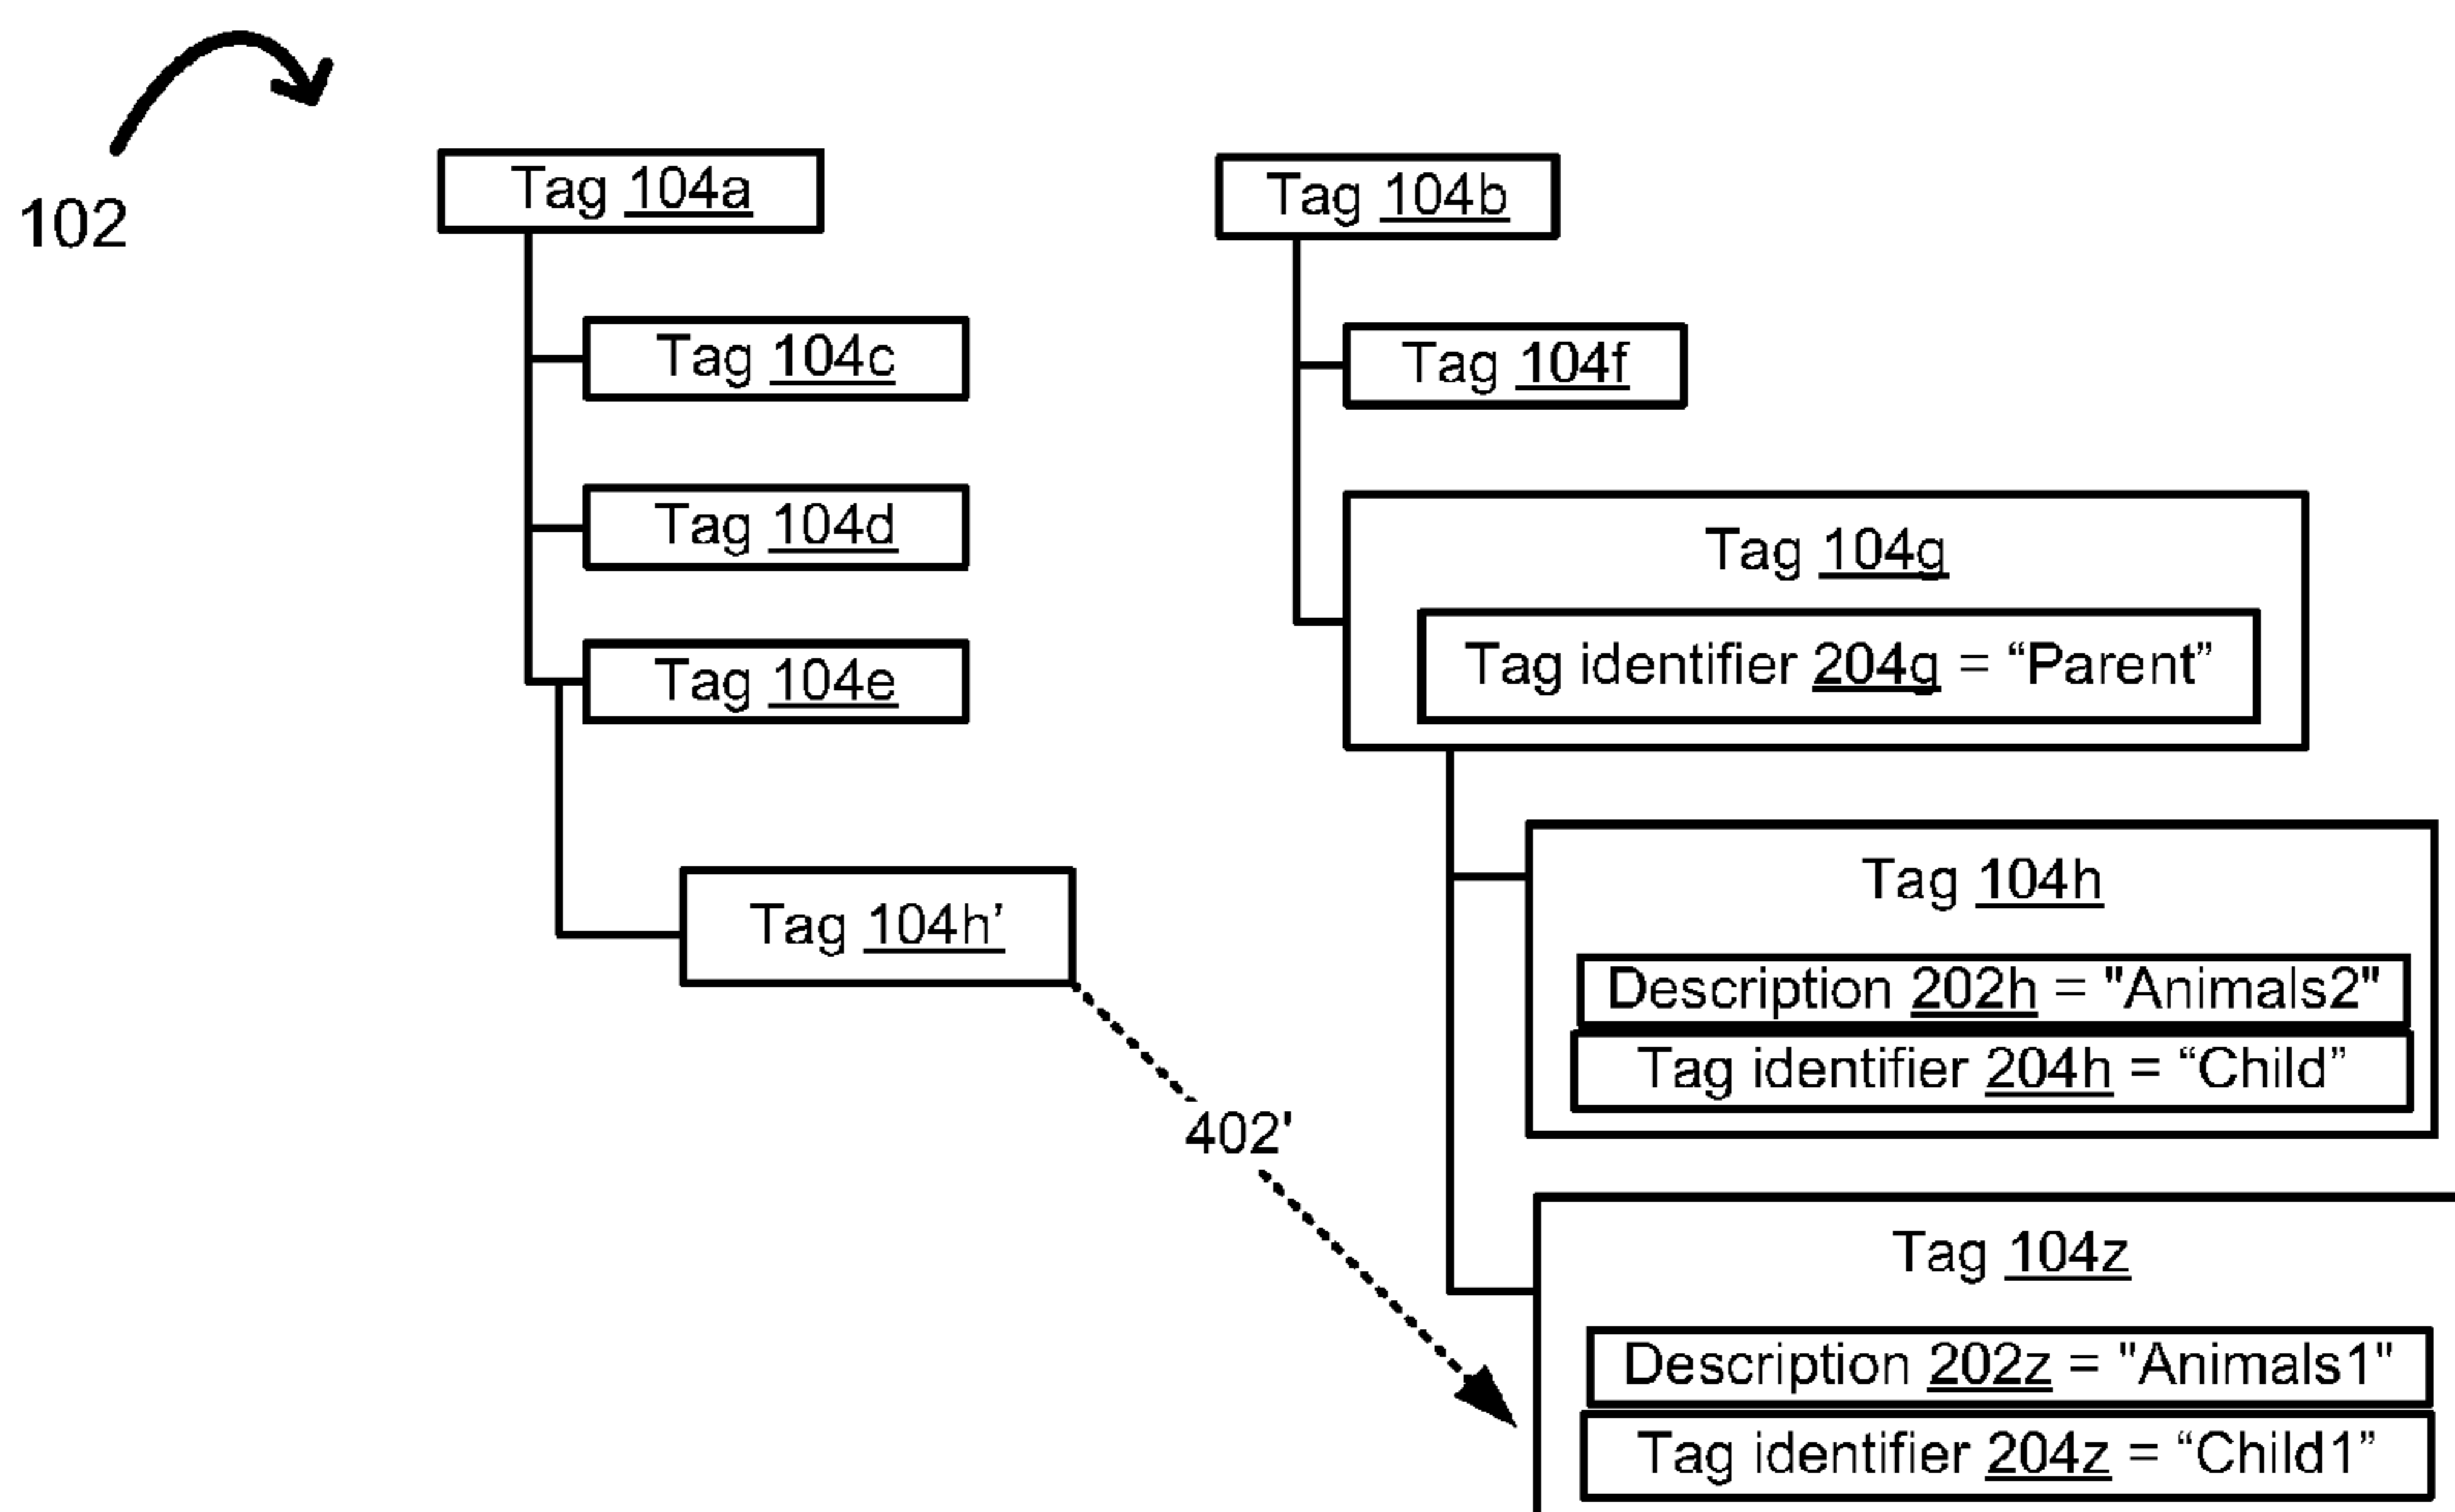 102
Tag 104a
Tag 104c
Tag 104d
Tag 104e
Tag 104h’
402'
Tag 104b
Tag 104f
Tag 104g
Tag identifier 204g = “Parent”
Tag 104h
Description 202h = "Animals2"
Tag identifier 204h = “Child”
Tag 104z
Description 202z = "Animals1"
Tag identifier 204z = “Child1”